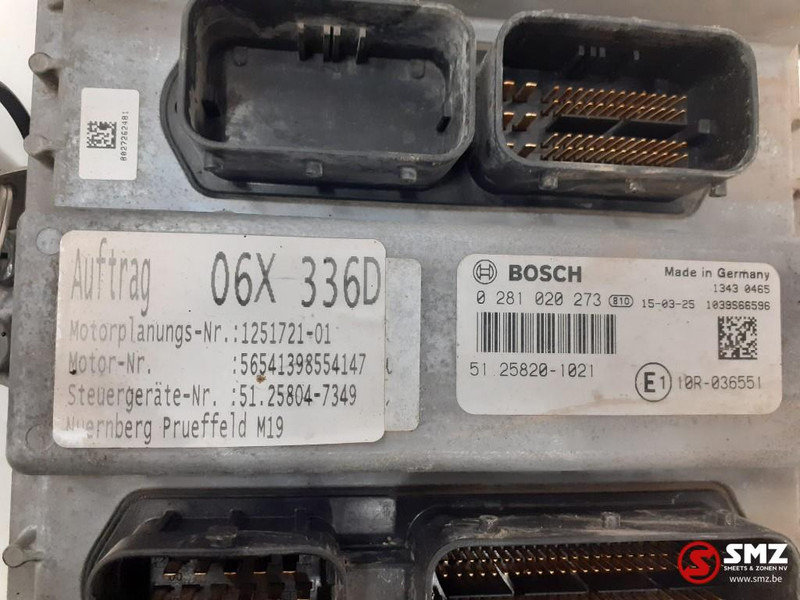 8027262481
Auftrag 06X 336D
Motorplanungs-Nr.:1251721-01
Motor-Nr. :56541398554147
Steuergeräte-Nr. :51.25804-7349
Nuernberg Prueffeld M19
BOSCH
Made in Germany
1343 0465
0 281 020 273 810 15-03-25 1039S66596
51.25820-1021
E1 10R-036551
SMZ
SMEETS & ZONEN NV
www.smz.be